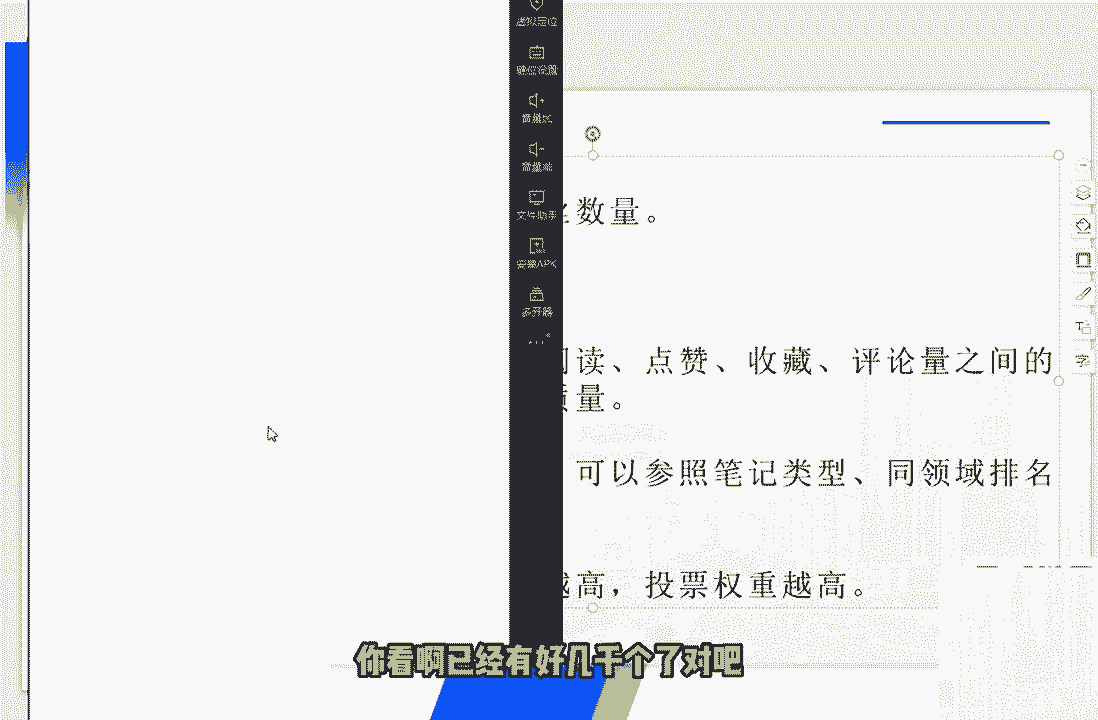 虚拟定位
键位设置
音量大
音量减
文件助手
安装APK
多开器
数量。
阅读、点赞、收藏、评论量之间的
质量。
可以参照笔记类型、同领域排名
越高，投票权重越高。
你看啊已经有好几千个了对吧